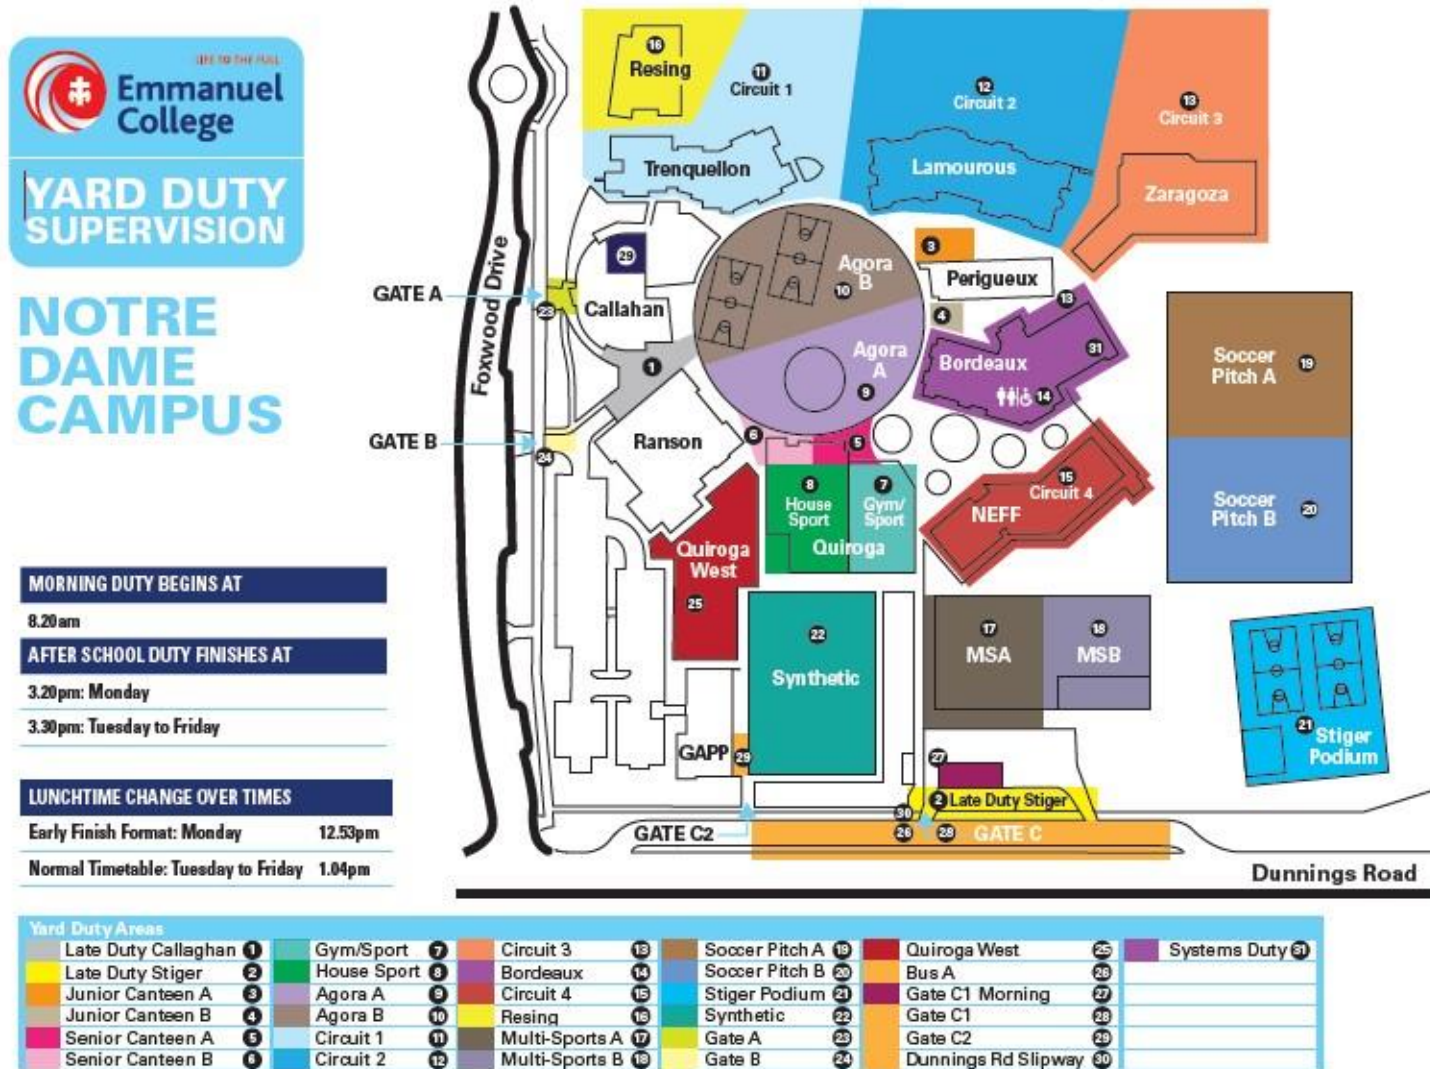 LIFE TO THE FULL
Emmanuel
College
YARD DUTY
SUPERVISION
NOTRE
DAME
CAMPUS
MORNING DUTY BEGINS AT
8.20am
AFTER SCHOOL DUTY FINISHES AT
3.20pm: Monday
3.30pm: Tuesday to Friday
LUNCHTIME CHANGE OVER TIMES
Early Finish Format: Monday 12.53pm
Normal Timetable: Tuesday to Friday 1.04pm
Foxwood Drive
GATE A
23
GATE B
24
16
Resing
11
Circuit 1
12
Circuit 2
13
Circuit 3
Trenquellon
Lamourous
Zaragoza
29
Callahan
1
Agora
B
10
Agora
A
9
3
Perigueux
4
13
31
Bordeaux
14
Soccer
Pitch A 19
Soccer
Pitch B 20
Ranson
6
5
8
House
Sport
7
Gym/
Sport
Quiroga
15
Circuit 4
NEFF
Quiroga
West
25
22
Synthetic
17
MSA
18
MSB
21
Stiger
Podium
GAPP
29
27
2 Late Duty Stiger
30
GATE C2
26
28
GATE C
Dunnings Road
Yard Duty Areas
Late Duty Callaghan 1
Late Duty Stiger 2
Junior Canteen A 3
Junior Canteen B 4
Senior Canteen A 5
Senior Canteen B 6
Gym/Sport 7
House Sport 8
Agora A 9
Agora B 10
Circuit 1 11
Circuit 2 12
Circuit 3 13
Bordeaux 14
Circuit 4 15
Resing 16
Multi-Sports A 17
Multi-Sports B 18
Soccer Pitch A 19
Soccer Pitch B 20
Stiger Podium 21
Synthetic 22
Gate A 23
Gate B 24
Quiroga West 25
Bus A 26
Gate C1 Morning 27
Gate C1 28
Gate C2 29
Dunnings Rd Slipway 30
Systems Duty 31